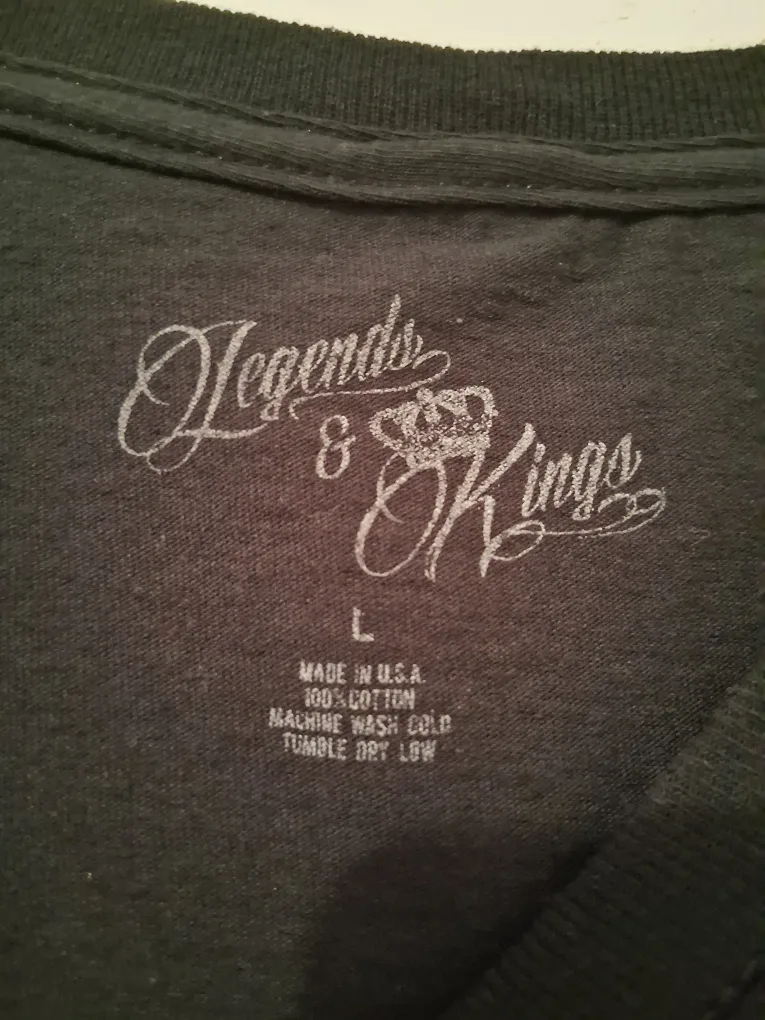 Legends
& Kings
L
MADE IN U.S.A.
100% COTTON
MACHINE WASH COLD
TUMBLE DRY LOW